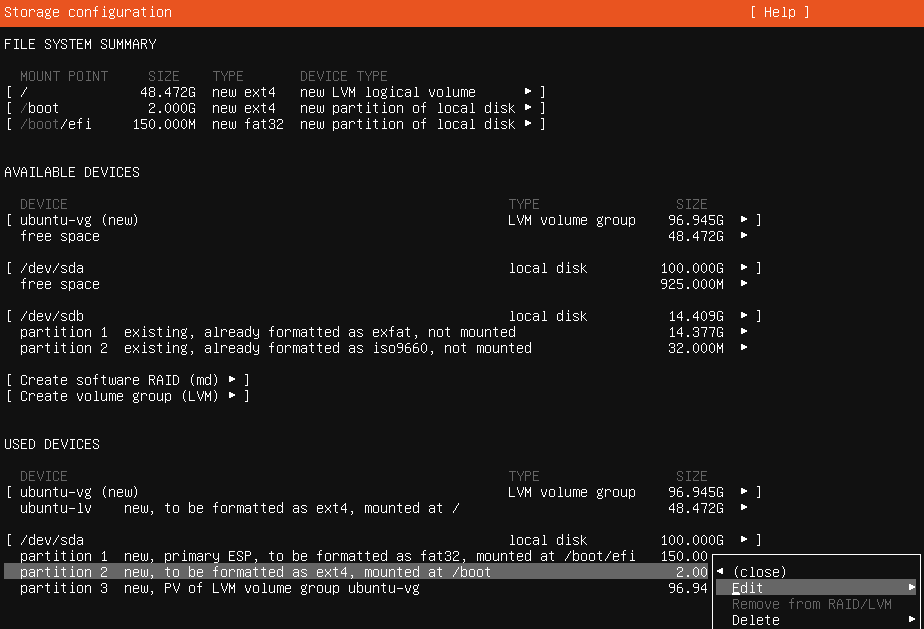 Storage configuration [ Help ]
FILE SYSTEM SUMMARY
MOUNT POINT SIZE TYPE DEVICE TYPE
[ / 48.472G new ext4 new LVM logical volume ▸ ]
[ /boot 2.000G new ext4 new partition of local disk ▸ ]
[ /boot/efi 150.000M new fat32 new partition of local disk ▸ ]
AVAILABLE DEVICES
DEVICE TYPE SIZE
[ ubuntu-vg (new) LVM volume group 96.945G ▸ ]
free space 48.472G ▸
[ /dev/sda local disk 100.000G ▸ ]
free space 925.000M ▸
[ /dev/sdb local disk 14.409G ▸ ]
partition 1 existing, already formatted as exfat, not mounted 14.377G ▸
partition 2 existing, already formatted as iso9660, not mounted 32.000M ▸
[ Create software RAID (md) ▸ ]
[ Create volume group (LVM) ▸ ]
USED DEVICES
DEVICE TYPE SIZE
[ ubuntu-vg (new) LVM volume group 96.945G ▸ ]
ubuntu-lv new, to be formatted as ext4, mounted at / 48.472G ▸
[ /dev/sda local disk 100.000G ▸ ]
partition 1 new, primary ESP, to be formatted as fat32, mounted at /boot/efi 150.00
partition 2 new, to be formatted as ext4, mounted at /boot 2.00 ◂ (close)
partition 3 new, PV of LVM volume group ubuntu-vg 96.94 Edit ▸
Remove from RAID/LVM
Delete ▸